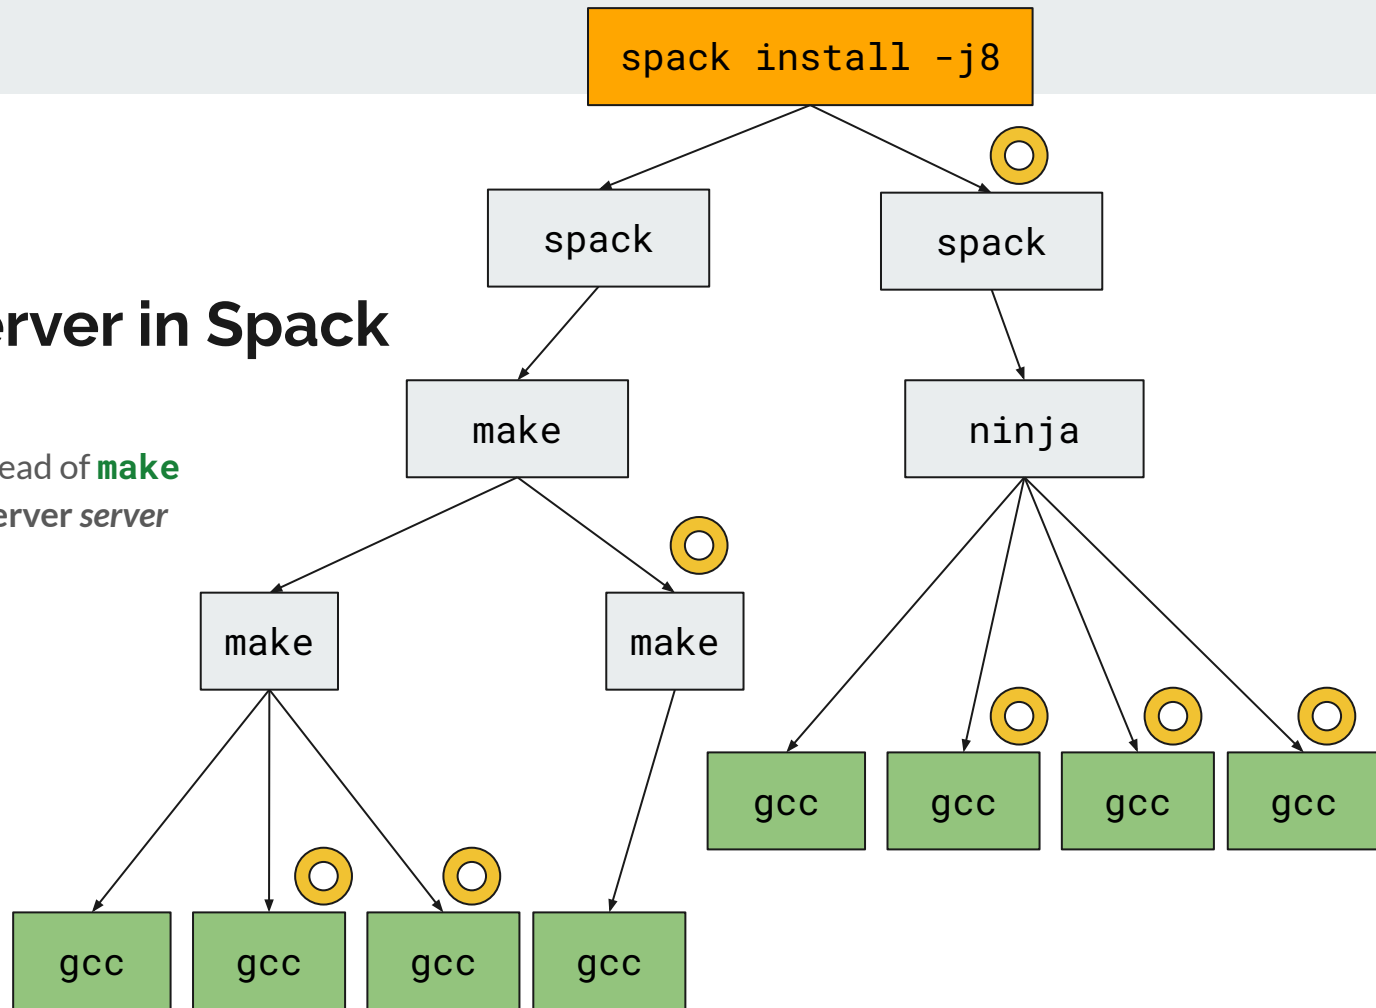 spack install -j8
spack
spack
erver in Spack
make
ninja
ead of make
erver server
make
make
gcc
gcc
gcc
gcc
gcc
gcc
gcc
gcc